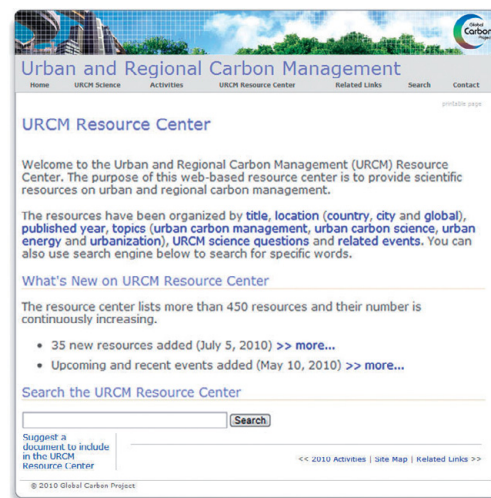 Global
Carbon
Project
Urban and Regional Carbon Management
Home URCM Science Activities URCM Resource Center Related Links Search Contact
printable page
URCM Resource Center
Welcome to the Urban and Regional Carbon Management (URCM) Resource
Center. The purpose of this web-based resource center is to provide scientific
resources on urban and regional carbon management.
The resources have been organized by title, location (country, city and global),
published year, topics (urban carbon management, urban carbon science, urban
energy and urbanization), URCM science questions and related events. You can
also use search engine below to search for specific words.
What's New on URCM Resource Center
The resource center lists more than 450 resources and their number is
continuously increasing.
• 35 new resources added (July 5, 2010) >> more...
• Upcoming and recent events added (May 10, 2010) >> more...
Search the URCM Resource Center
Search
Suggest a
document to include
in the URCM
Resource Center
<< 2010 Activities | Site Map | Related Links >>
© 2010 Global Carbon Project